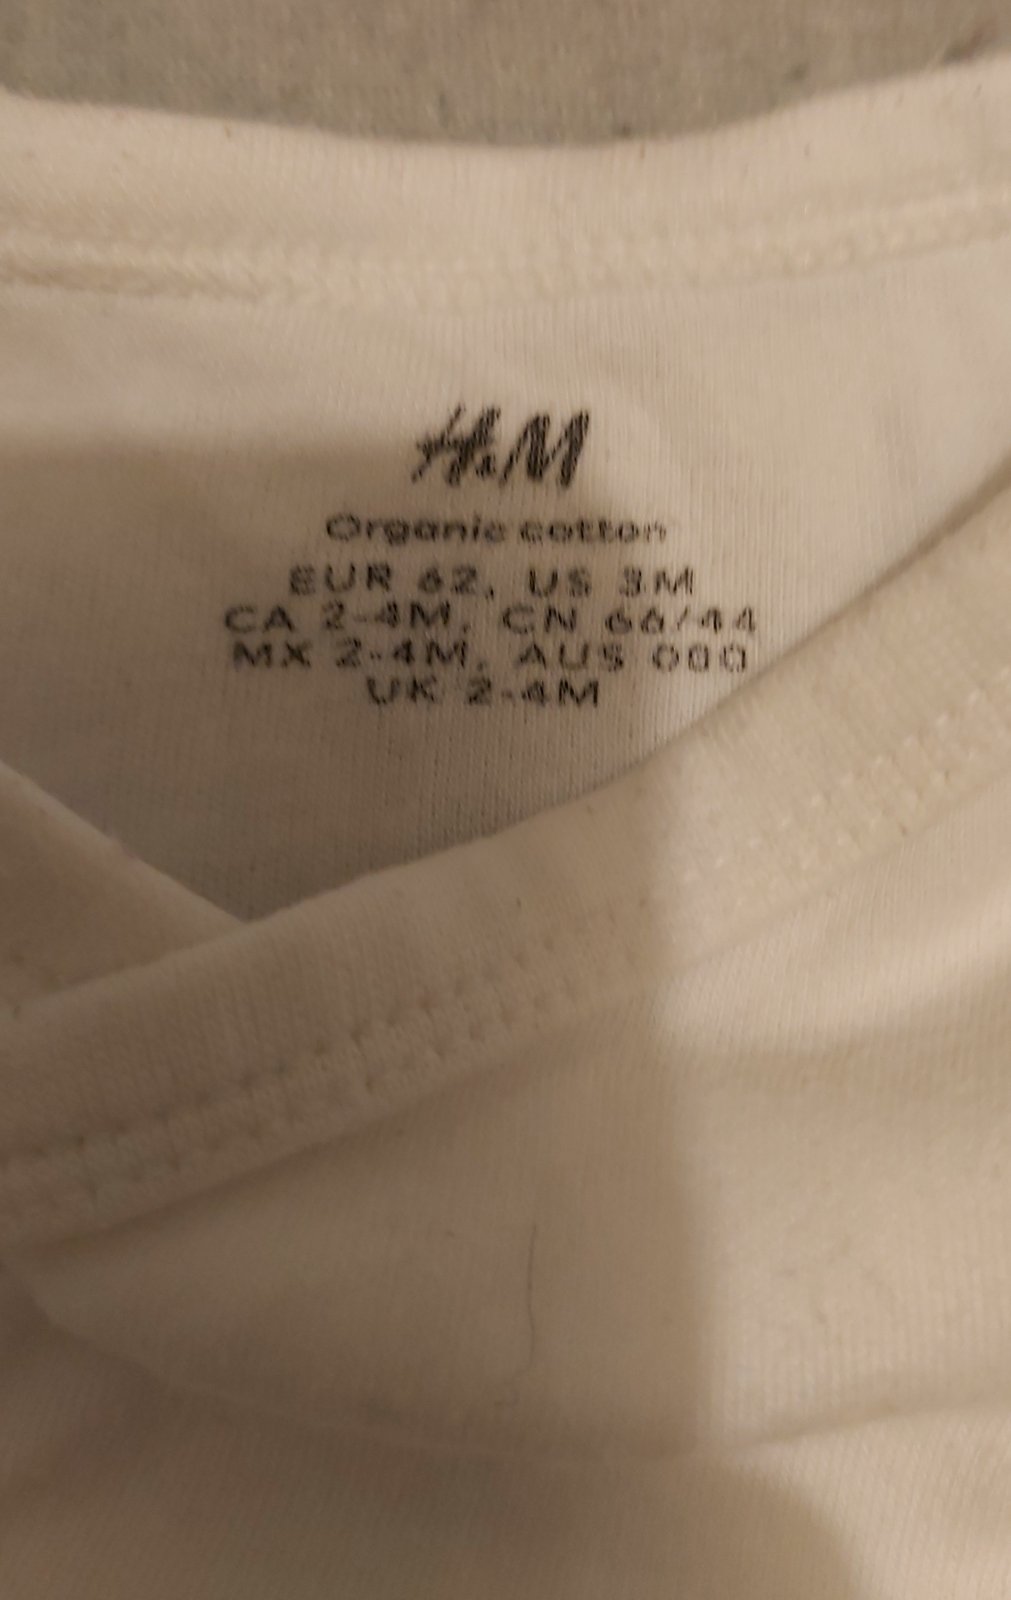 H&M
Organic cotton
EUR 62, US 3M
CA 2-4M, CN 66/44
MX 2-4M, AUS 000
UK 2-4M